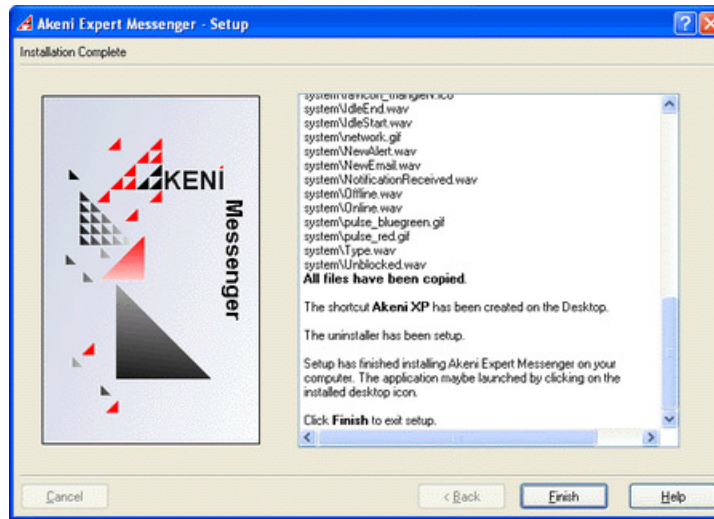 Akeni Expert Messenger - Setup
Installation Complete
AKENÍ
Messenger
system\IdleEnd.wav
system\IdleStart.wav
system\network.gif
system\NewAlert.wav
system\NewEmail.wav
system\NotificationReceived.wav
system\Offline.wav
system\Online.wav
system\pulse_bluegreen.gif
system\pulse_red.gif
system\Type.wav
system\Unblocked.wav
All files have been copied.
The shortcut Akeni XP has been created on the Desktop.
The uninstaller has been setup.
Setup has finished installing Akeni Expert Messenger on your
computer. The application maybe launched by clicking on the
installed desktop icon.
Click Finish to exit setup.
Cancel
< Back
Finish
Help